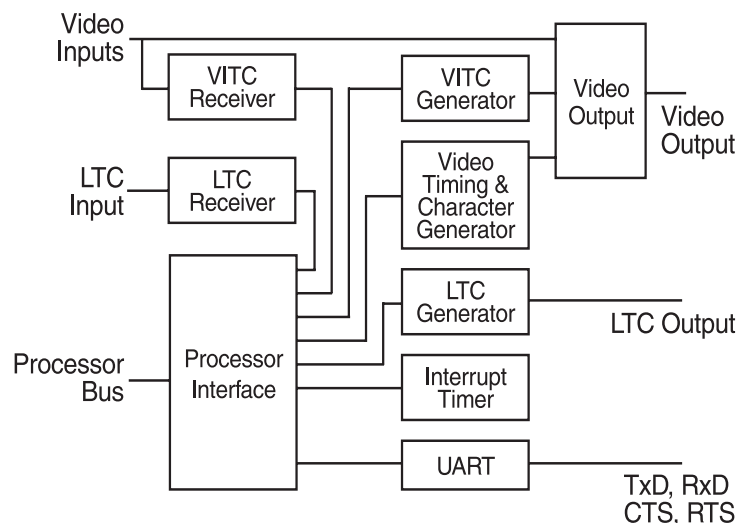 Video
Inputs
VITC
Receiver
VITC
Generator
Video
Output
Video
Output
LTC
Input
LTC
Receiver
Video
Timing &
Character
Generator
LTC
Generator
LTC Output
Processor
Bus
Processor
Interface
Interrupt
Timer
UART
TxD, RxD
CTS, RTS